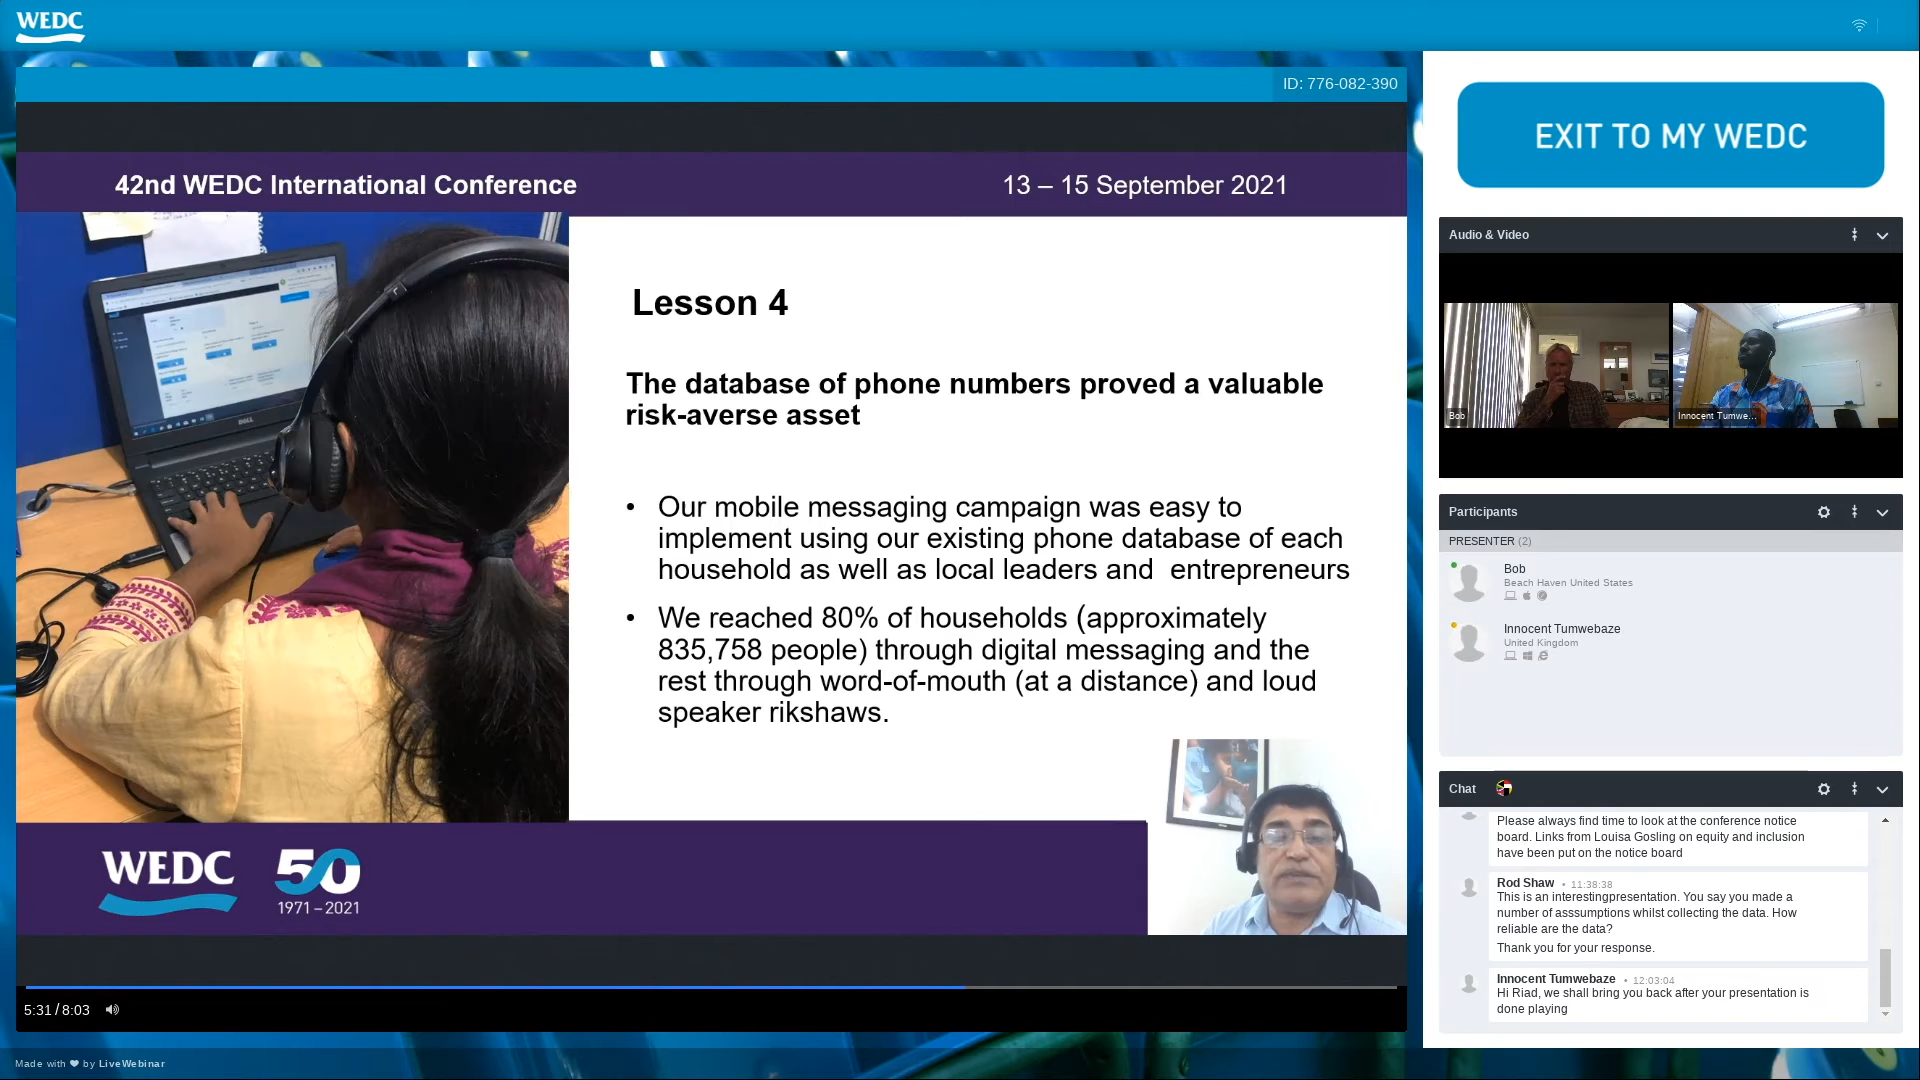 WEDC
ID: 776-082-390
42nd WEDC International Conference
13 – 15 September 2021
Lesson 4
The database of phone numbers proved a valuable
risk-averse asset
• Our mobile messaging campaign was easy to
implement using our existing phone database of each
household as well as local leaders and entrepreneurs
• We reached 80% of households (approximately
835,758 people) through digital messaging and the
rest through word-of-mouth (at a distance) and loud
speaker rikshaws.
DELL
WEDC
50
1971 – 2021
5:31 / 8:03
Made with ❤ by LiveWebinar
EXIT TO MY WEDC
Audio & Video
Bob
Innocent Tumwe...
Participants
PRESENTER (2)
Bob
Beach Haven United States
Innocent Tumwebaze
United Kingdom
Chat
Please always find time to look at the conference notice
board. Links from Louisa Gosling on equity and inclusion
have been put on the notice board
Rod Shaw • 11:38:38
This is an interestingpresentation. You say you made a
number of asssumptions whilst collecting the data. How
reliable are the data?
Thank you for your response.
Innocent Tumwebaze • 12:03:04
Hi Riad, we shall bring you back after your presentation is
done playing